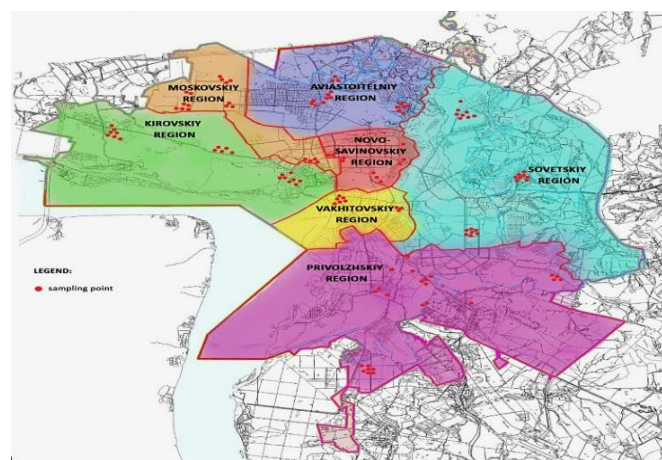 MOSKOVSKIY
REGION
AVIASTOITELNIY
REGION
KIROVSKIY
REGION
NOVO-
SAVINOVSKIY
REGION
SOVETSKIY
REGION
VAKHITOVSKIY
REGION
PRIVOLZHSKIY
REGION
LEGEND:
sampling point